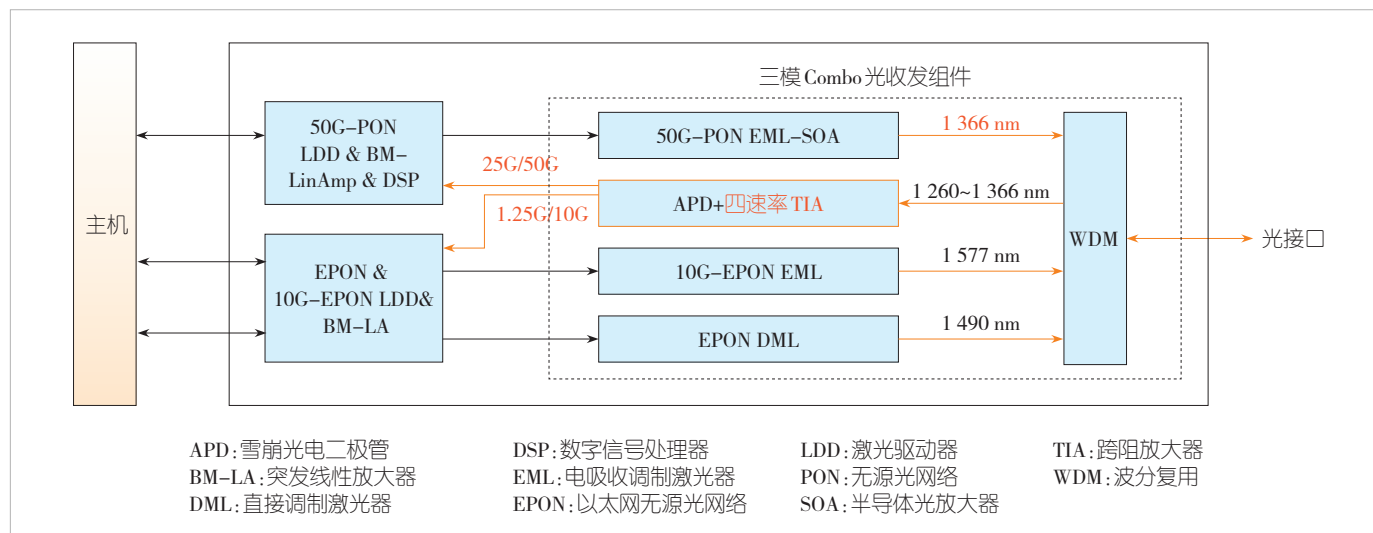 三模Combo光收发组件
主机
50G-PON
LDD & BM-
LinAmp & DSP
50G-PON EML-SOA
1 366 nm
25G/50G
APD+四速率TIA
1 260~1 366 nm
1.25G/10G
WDM
光接口
EPON &
10G-EPON LDD&
BM-LA
10G-EPON EML
1 577 nm
EPON DML
1 490 nm
APD:雪崩光电二极管
BM-LA:突发线性放大器
DML:直接调制激光器
DSP:数字信号处理器
EML:电吸收调制激光器
EPON:以太网无源光网络
LDD:激光驱动器
PON:无源光网络
SOA:半导体光放大器
TIA:跨阻放大器
WDM:波分复用